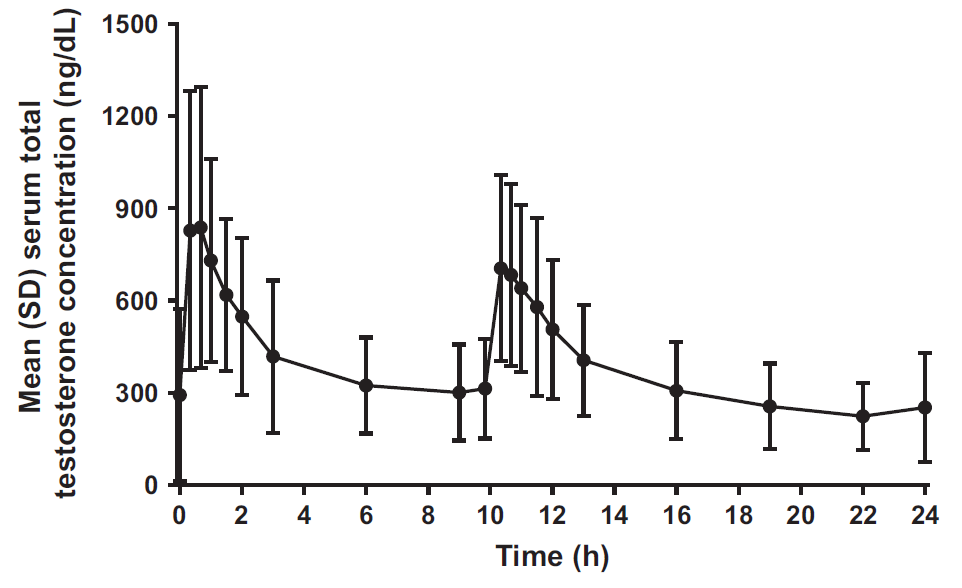 Mean (SD) serum total
testosterone concentration (ng/dL)
1500
1200
900
600
300
0
0 2 4 6 8 10 12 14 16 18 20 22 24
Time (h)